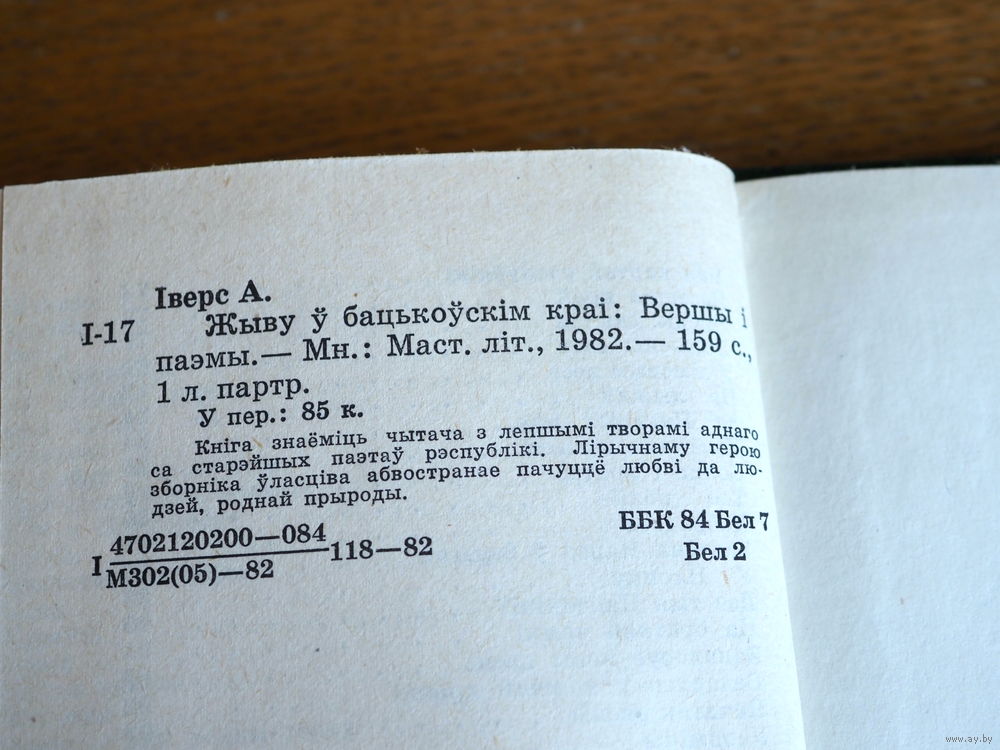 Іверс А.
І-17
Жыву ў бацькоўскім краі: Вершы і
паэмы.— Мн.: Маст. літ., 1982.— 159 с.,
1 л. партр.
У пер.: 85 к.
Кніга знаёміць чытача з лепшымі творамі аднаго
са старэйшых паэтаў рэспублікі. Лірычнаму герою
зборніка ўласціва абвостранае пачуццё любві да лю-
дзей, роднай прыроды.
І 4702120200—084
М302(05)—82
118—82
ББК 84 Бел 7
Бел 2
www.ay.by